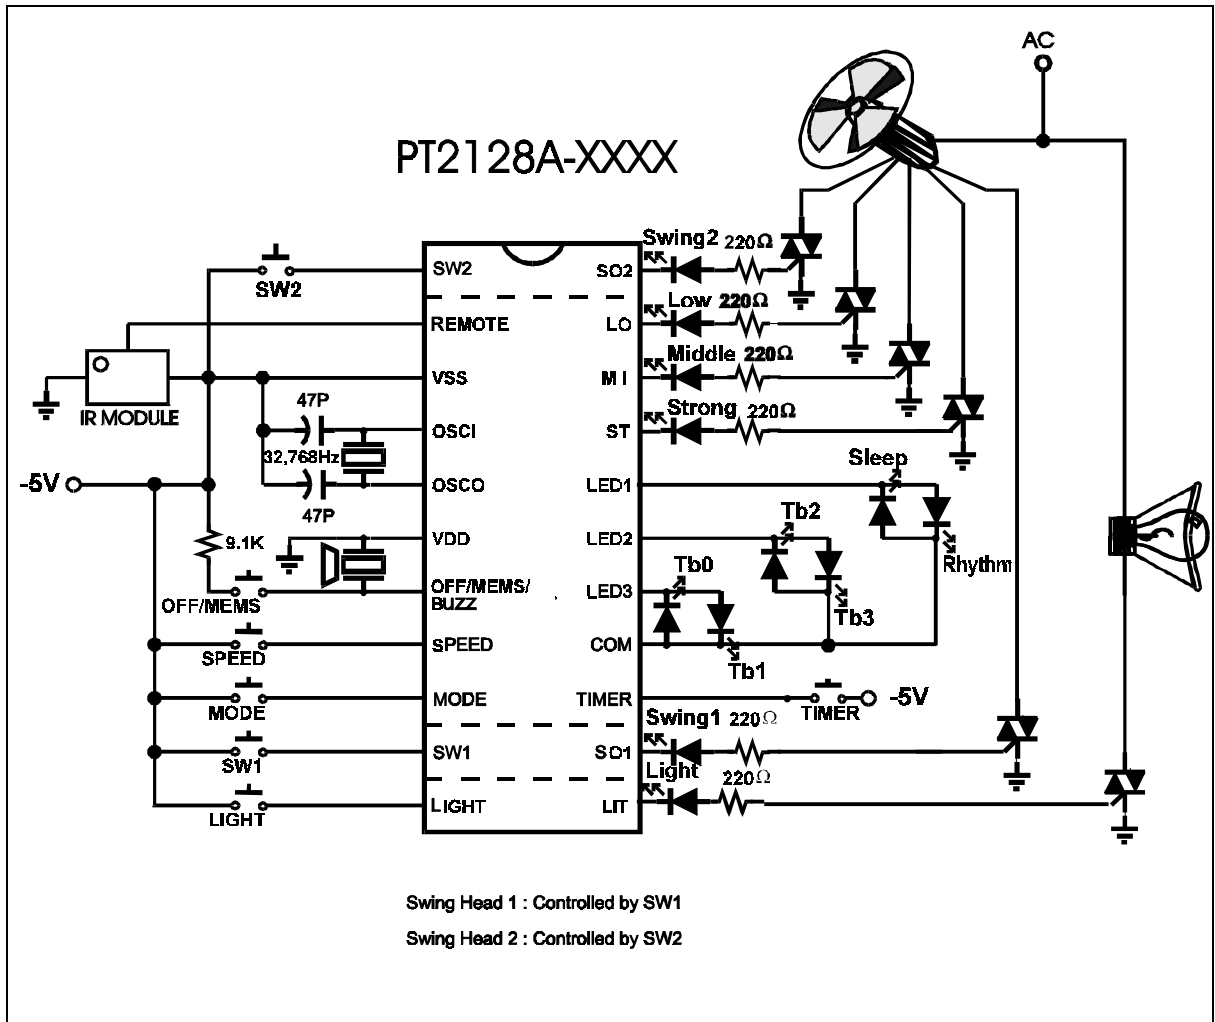 AC
PT2128A-XXXX
SW2
SW2
REMOTE
IR MODULE
VSS
47P
OSCI
32,768Hz
-5V
OSCO
47P
VDD
9.1K
OFF/MEMS/
BUZZ
OFF/MEMS
SPEED
SPEED
MODE
MODE
SW1
SW1
LIGHT
LIGHT
Swing2 220Ω
SO2
Low 220Ω
LO
Middle 220Ω
M I
Strong 220Ω
ST
Sleep
LED1
Tb2
LED2
Rhythm
Tb0
LED3
Tb3
COM
Tb1
TIMER
TIMER
-5V
Swing1 220Ω
SO1
Light 220Ω
LIT
Swing Head 1 : Controlled by SW1
Swing Head 2 : Controlled by SW2